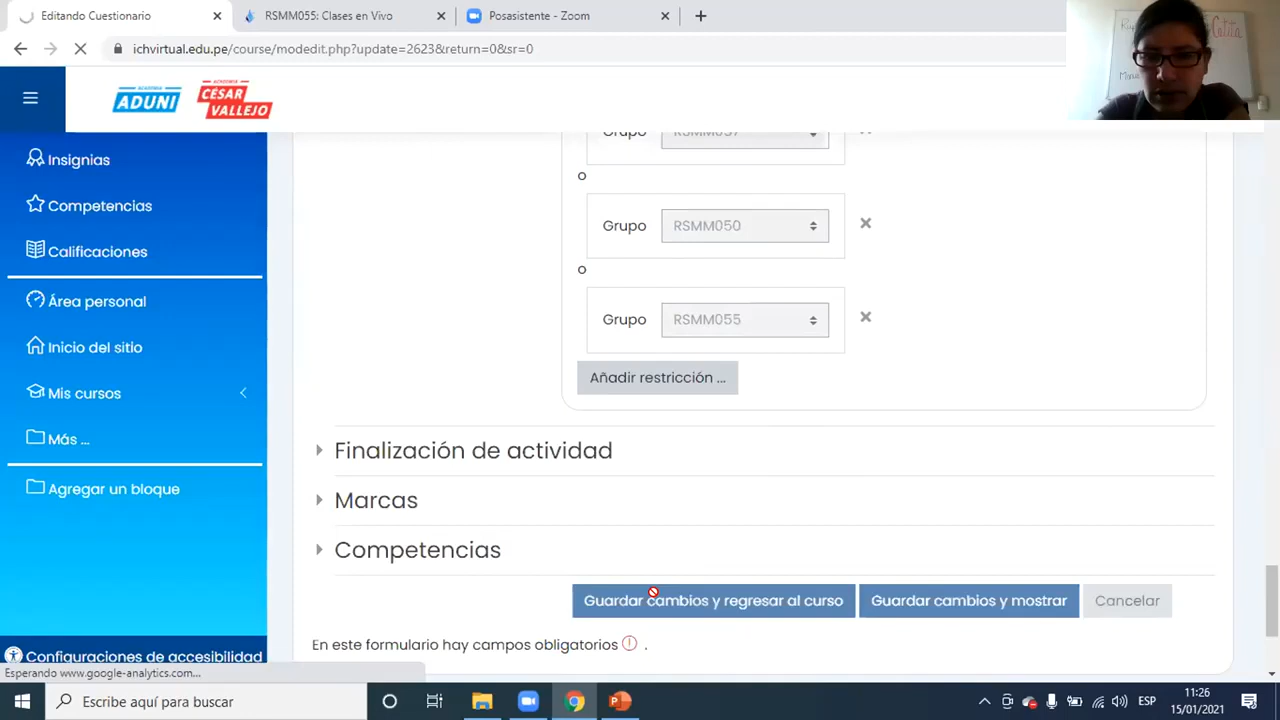 Editando Cuestionario
RSMM055: Clases en Vivo
Posasistente - Zoom
ichvirtual.edu.pe/course/modedit.php?update=2623&return=0&sr=0
ACADEMIA
ADUNI
ACADEMIA
CÉSAR
VALLEJO
Insignias
Competencias
Calificaciones
Área personal
Inicio del sitio
Mis cursos
Más ...
Agregar un bloque
Configuraciones de accesibilidad
Grupo RSMM037
o
Grupo RSMM050
o
Grupo RSMM055
Añadir restricción ...
Finalización de actividad
Marcas
Competencias
Guardar cambios y regresar al curso
Guardar cambios y mostrar
Cancelar
En este formulario hay campos obligatorios .
Esperando www.google-analytics.com...
Escribe aquí para buscar
ESP
11:26
15/01/2021